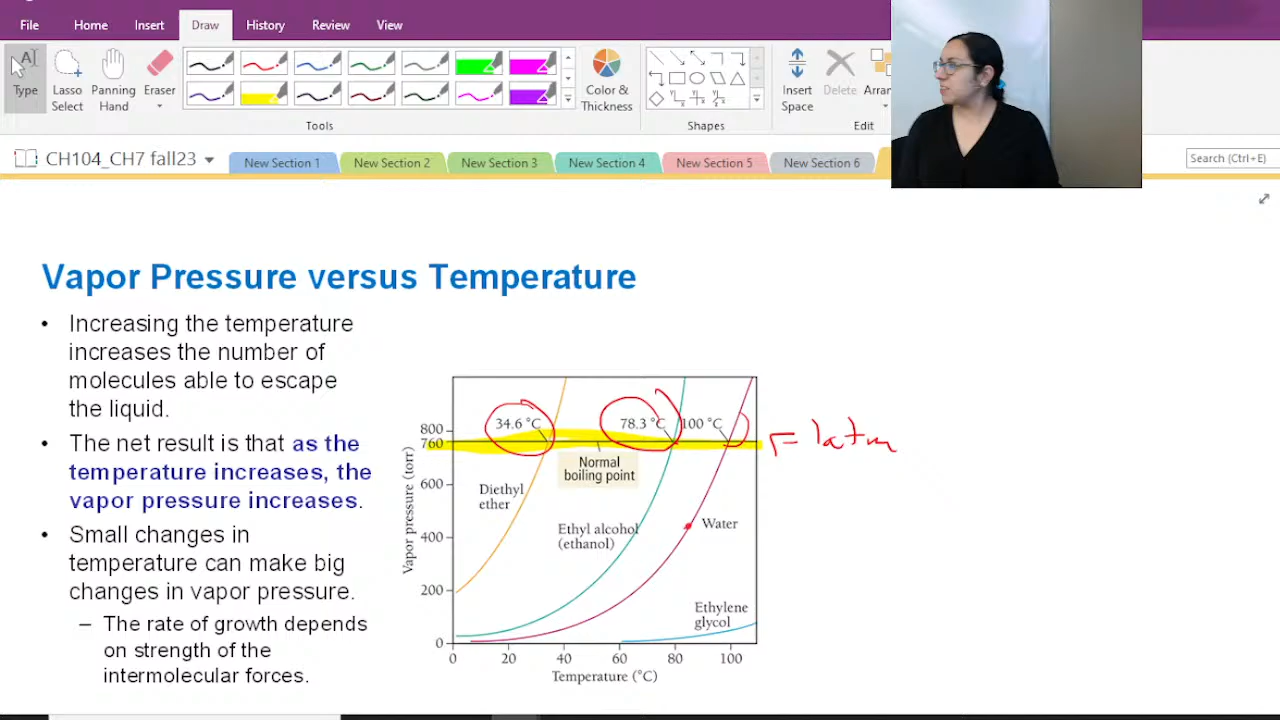 File Home Insert Draw History Review View
Type
Lasso Select
Panning Hand
Eraser
Color & Thickness
Insert Space
Delete
Tools
Shapes
Edit
CH104_CH7 fall23
New Section 1
New Section 2
New Section 3
New Section 4
New Section 5
New Section 6
Search (Ctrl+E)
Vapor Pressure versus Temperature
• Increasing the temperature
increases the number of
molecules able to escape
the liquid.
• The net result is that as the
temperature increases, the
vapor pressure increases.
• Small changes in
temperature can make big
changes in vapor pressure.
– The rate of growth depends
on strength of the
intermolecular forces.
Vapor pressure (torr)
800
760
600
400
200
0
34.6 °C
78.3 °C
100 °C
1 atm
Normal
boiling point
Diethyl
ether
Ethyl alcohol
(ethanol)
Water
Ethylene
glycol
0 20 40 60 80 100
Temperature (°C)